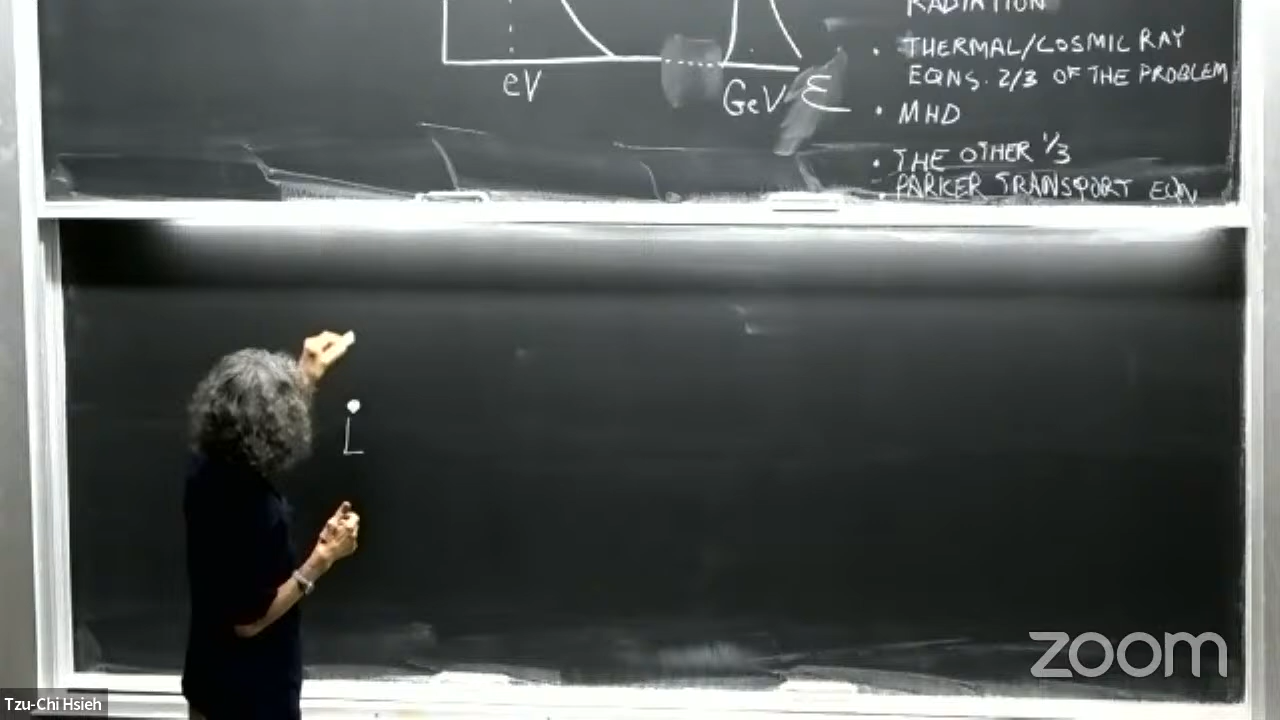 RADIATION
• THERMAL/COSMIC RAY
EQNS. 2/3 OF THE PROBLEM
• MHD
• THE OTHER 1/3
• PARKER TRANSPORT EQN
eV
GeV ε
L
zoom
Tzu-Chi Hsieh